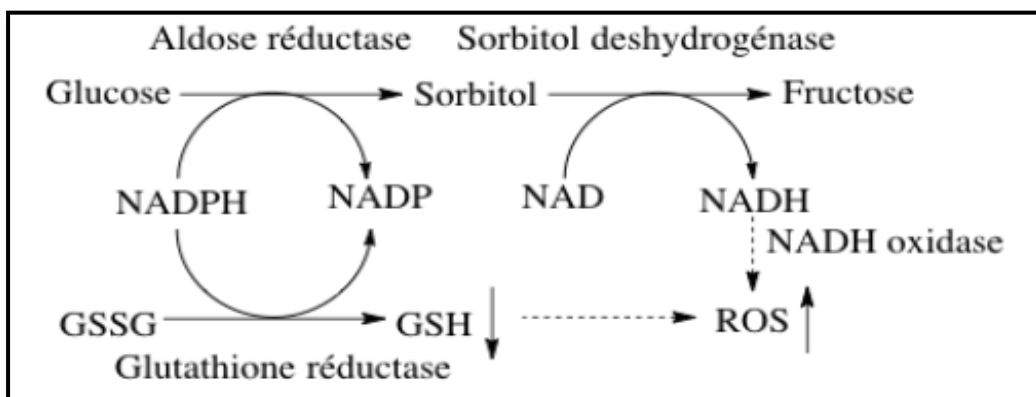 Aldose réductase Sorbitol deshydrogénase
Glucose Sorbitol Fructose
NADPH NADP NAD NADH
NADH oxidase
GSSG GSH ROS
Glutathione réductase